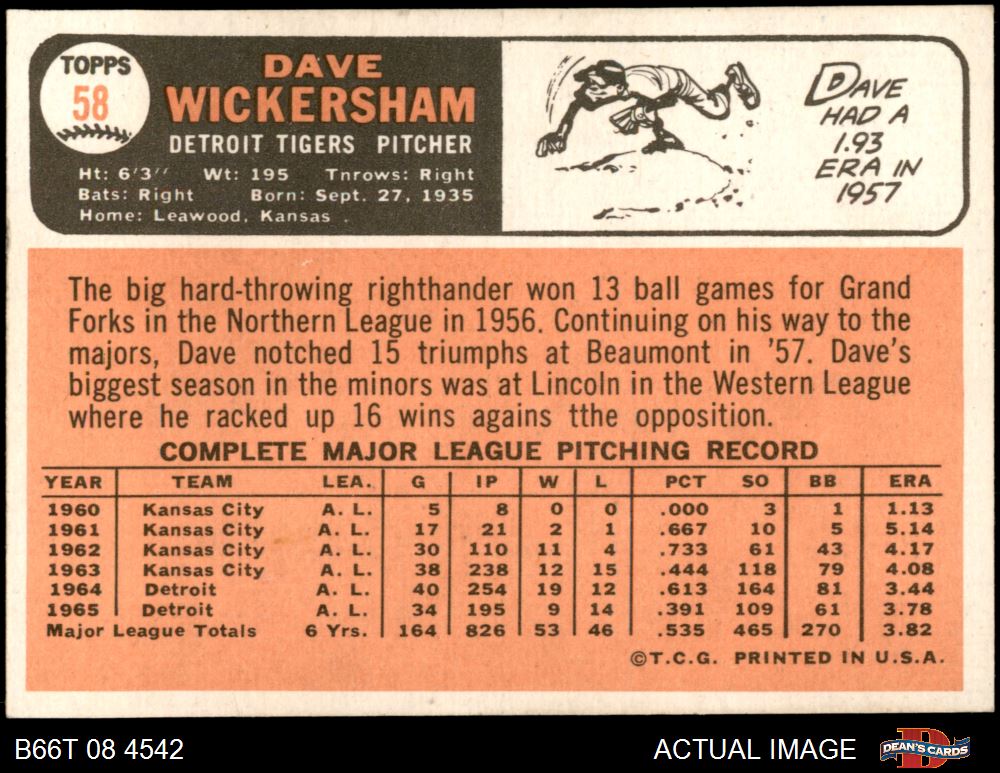 TOPPS
58
DAVE
WICKERSHAM
DETROIT TIGERS PITCHER
Ht: 6'3" Wt: 195 Throws: Right
Bats: Right Born: Sept. 27, 1935
Home: Leawood, Kansas .
DAVE
HAD A
1.93
ERA IN
1957
The big hard-throwing righthander won 13 ball games for Grand
Forks in the Northern League in 1956. Continuing on his way to the
majors, Dave notched 15 triumphs at Beaumont in '57. Dave's
biggest season in the minors was at Lincoln in the Western League
where he racked up 16 wins agains tthe opposition.
COMPLETE MAJOR LEAGUE PITCHING RECORD
YEAR TEAM LEA. G IP W L PCT SO BB ERA
1960 Kansas City A. L. 5 8 0 0 .000 3 1 1.13
1961 Kansas City A. L. 17 21 2 1 .667 10 5 5.14
1962 Kansas City A. L. 30 110 11 4 .733 61 43 4.17
1963 Kansas City A. L. 38 238 12 15 .444 118 79 4.08
1964 Detroit A. L. 40 254 19 12 .613 164 81 3.44
1965 Detroit A. L. 34 195 9 14 .391 109 61 3.78
Major League Totals 6 Yrs. 164 826 53 46 .535 465 270 3.82
©T.C.G. PRINTED IN U.S.A.
B66T 08 4542 ACTUAL IMAGE DEAN'S CARDS